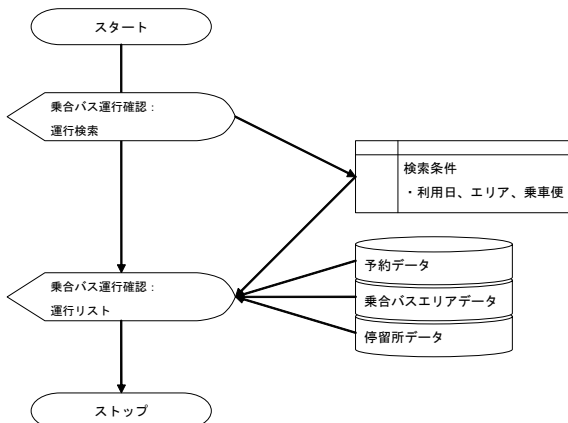 スタート
乗合バス運行確認：
運行検索
検索条件
・利用日、エリア、乗車便
乗合バス運行確認：
運行リスト
予約データ
乗合バスエリアデータ
停留所データ
ストップ